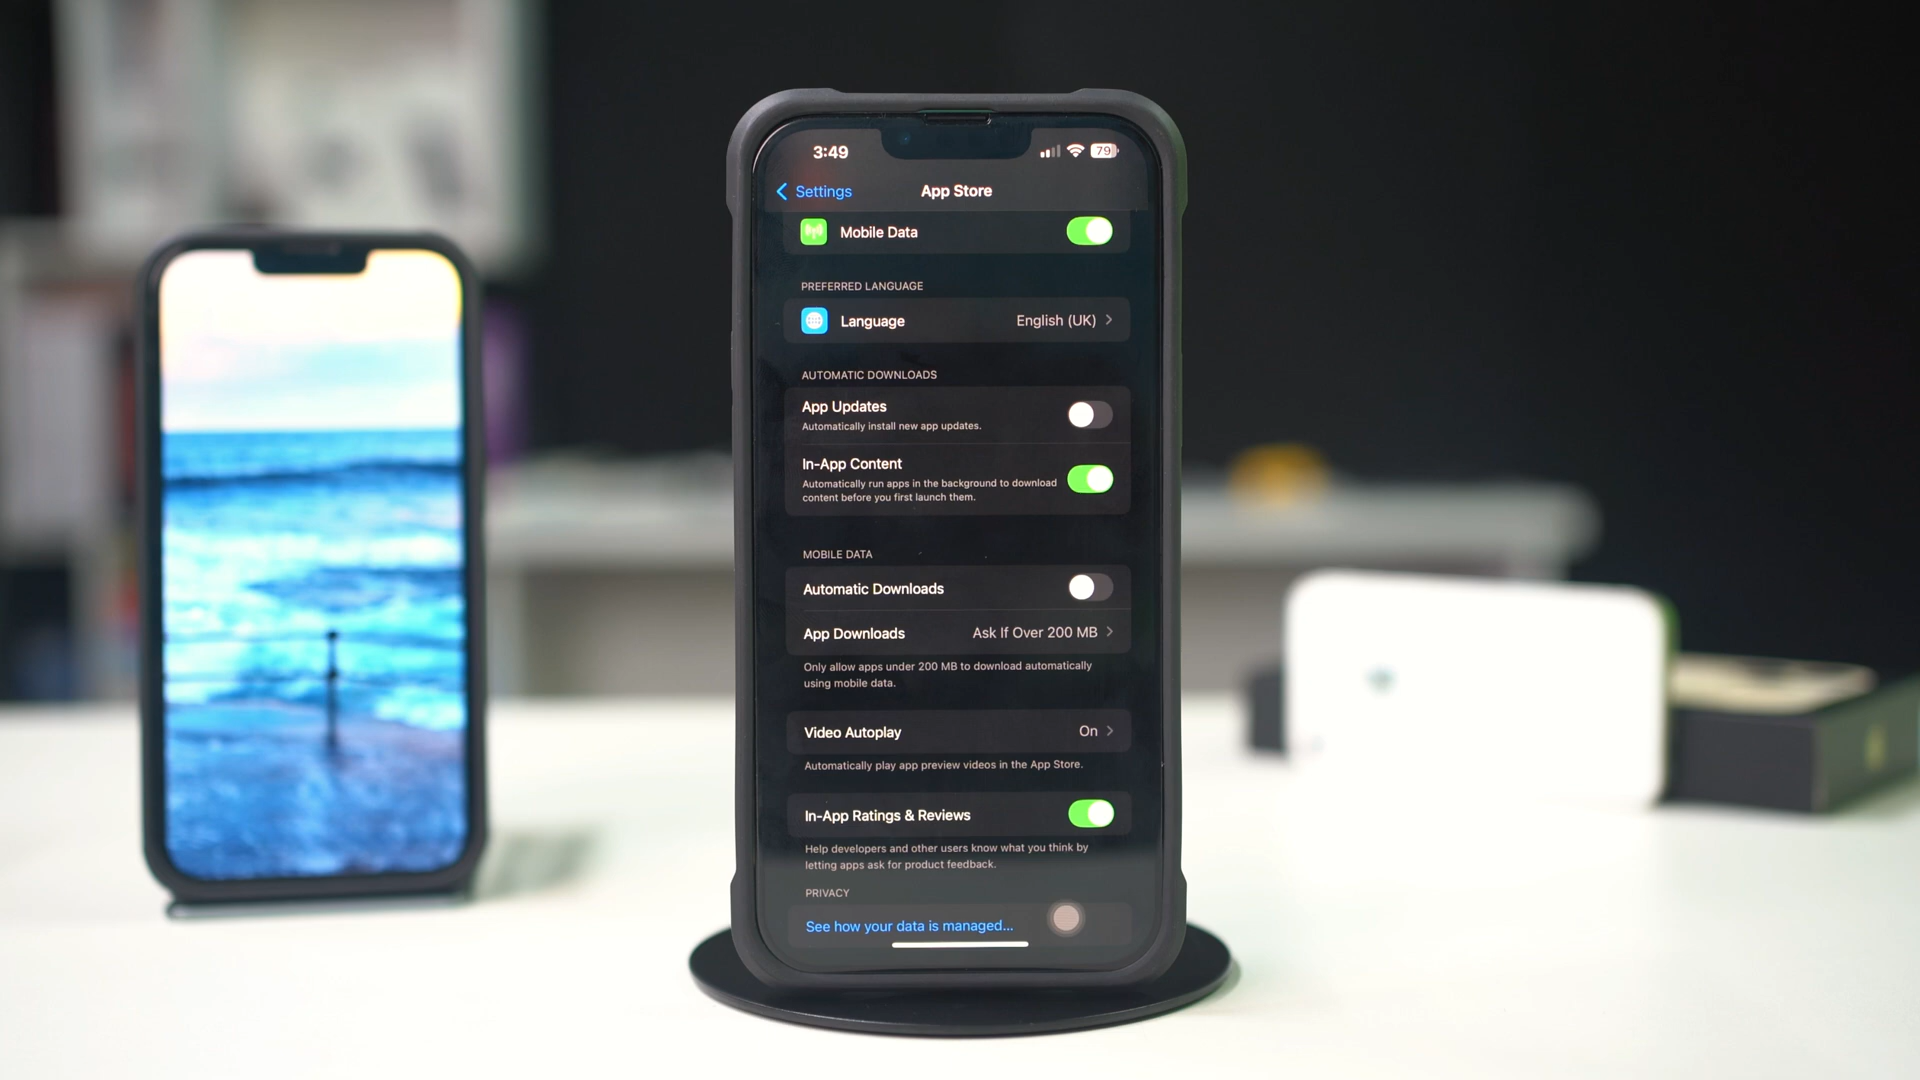 3:49
79
Settings
App Store
Mobile Data
PREFERRED LANGUAGE
Language
English (UK)
AUTOMATIC DOWNLOADS
App Updates
Automatically install new app updates.
In-App Content
Automatically run apps in the background to download
content before you first launch them.
MOBILE DATA
Automatic Downloads
App Downloads
Ask If Over 200 MB
Only allow apps under 200 MB to download automatically
using mobile data.
Video Autoplay
On
Automatically play app preview videos in the App Store.
In-App Ratings & Reviews
Help developers and other users know what you think by
letting apps ask for product feedback.
PRIVACY
See how your data is managed...